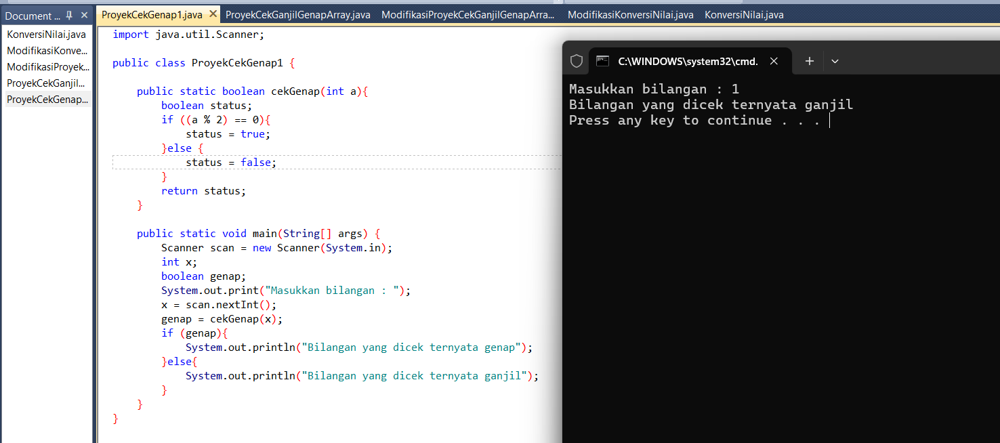 Document ...
KonversiNilai.java
ModifikasiKonve...
ModifikasiProyek...
ProyekCekGanjil...
ProyekCekGenap...
ProyekCekGenap1.java ProyekCekGanjilGenapArray.java ModifikasiProyekCekGanjilGenapArra... ModifikasiKonversiNilai.java KonversiNilai.java
import java.util.Scanner;
public class ProyekCekGenap1 {
public static boolean cekGenap(int a){
boolean status;
if ((a % 2) == 0){
status = true;
}else {
status = false;
}
return status;
}
public static void main(String[] args) {
Scanner scan = new Scanner(System.in);
int x;
boolean genap;
System.out.print("Masukkan bilangan : ");
x = scan.nextInt();
genap = cekGenap(x);
if (genap){
System.out.println("Bilangan yang dicek ternyata genap");
}else{
System.out.println("Bilangan yang dicek ternyata ganjil");
}
}
}
C:\WINDOWS\system32\cmd.
Masukkan bilangan : 1
Bilangan yang dicek ternyata ganjil
Press any key to continue . . .